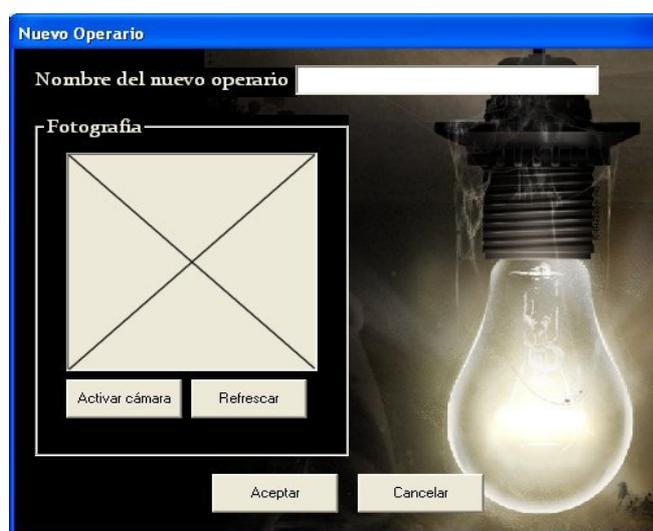 Nuevo Operario
Nombre del nuevo operario
Fotografia
Activar cámara
Refrescar
Aceptar
Cancelar